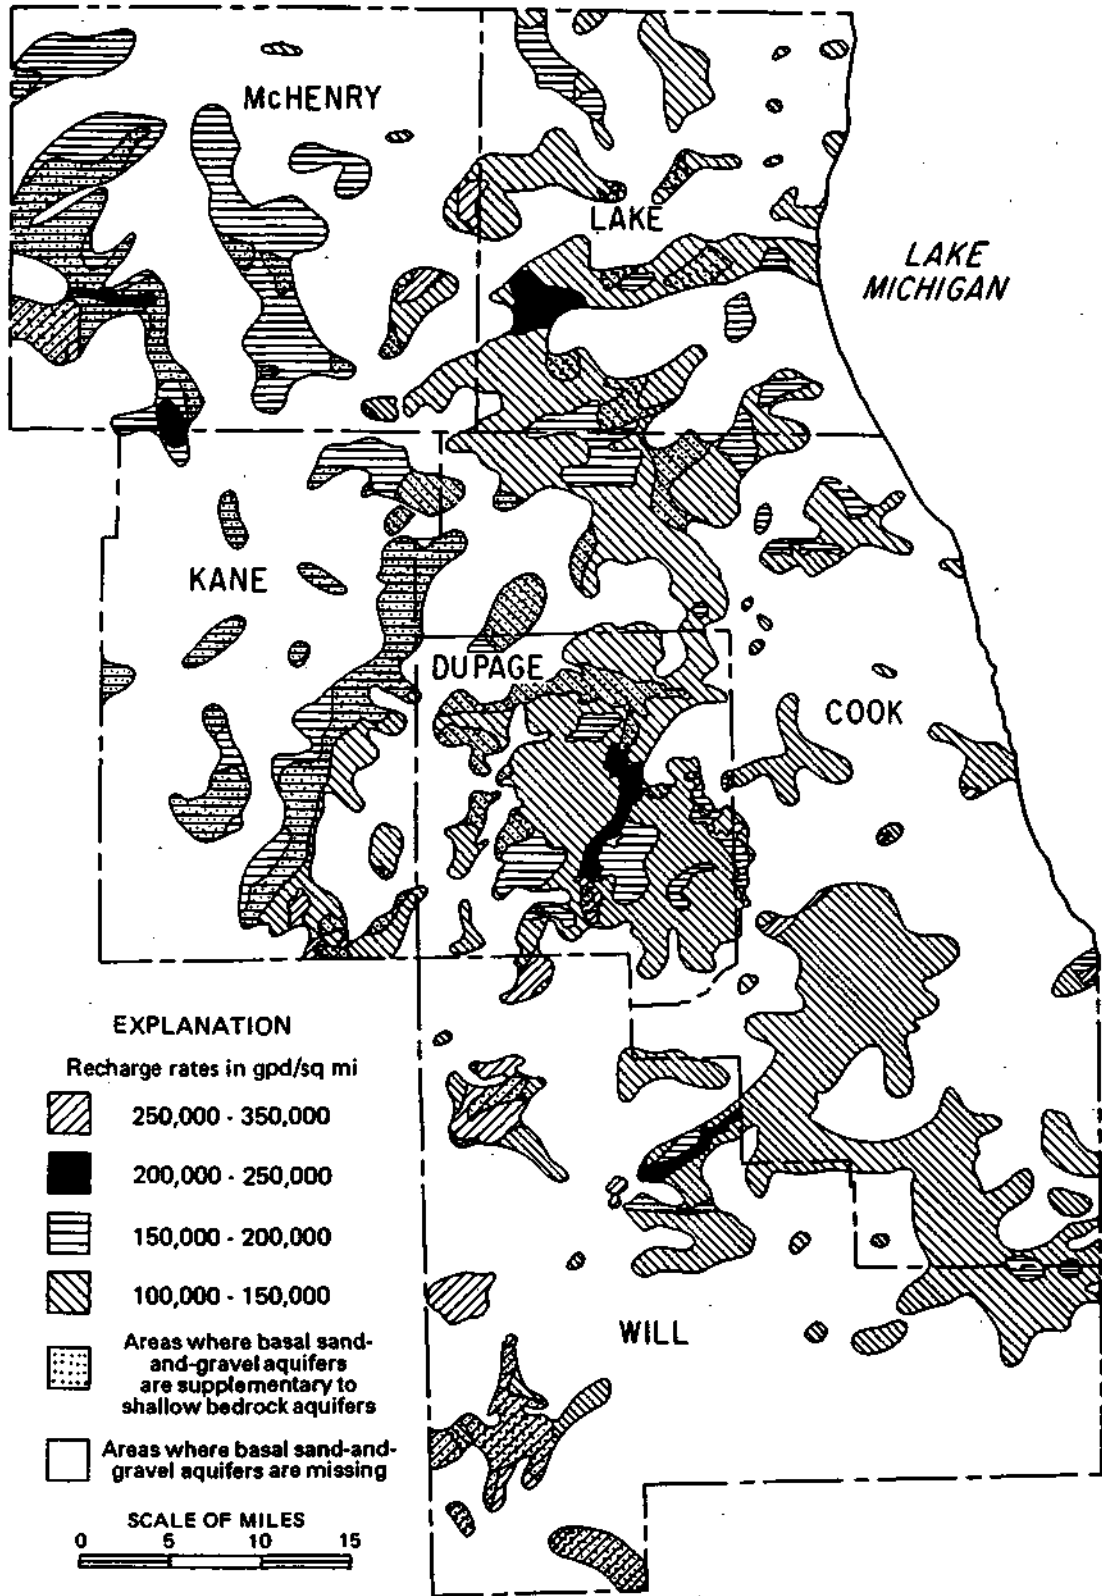 McHENRY
LAKE
LAKE
MICHIGAN
KANE
DUPAGE
COOK
WILL
EXPLANATION
Recharge rates in gpd/sq mi
250,000 - 350,000
200,000 - 250,000
150,000 - 200,000
100,000 - 150,000
Areas where basal sand-
and-gravel aquifers
are supplementary to
shallow bedrock aquifers
Areas where basal sand-and-
gravel aquifers are missing
SCALE OF MILES
0 5 10 15